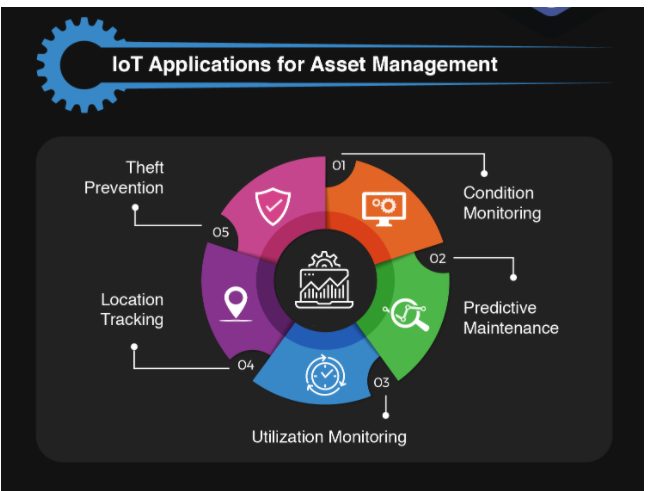 IoT Applications for Asset Management
01
Condition
Monitoring
02
Predictive
Maintenance
03
Utilization Monitoring
04
Location
Tracking
05
Theft
Prevention